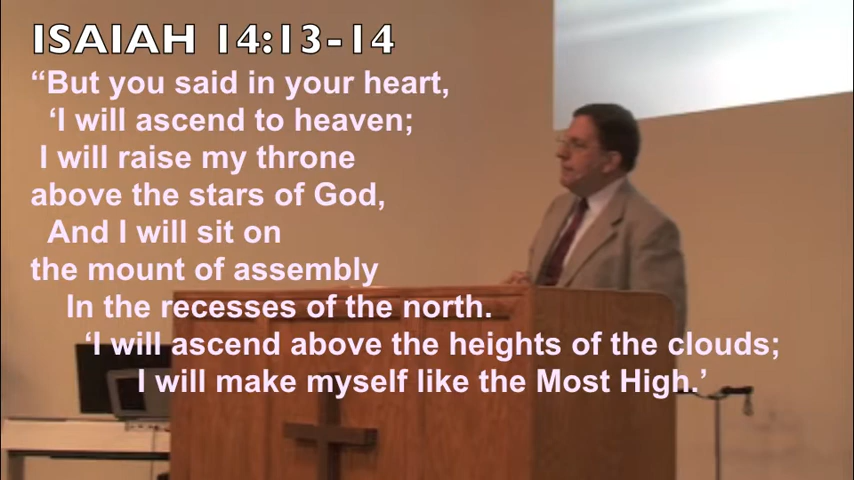 ISAIAH 14:13-14
“But you said in your heart,
‘I will ascend to heaven;
I will raise my throne
above the stars of God,
And I will sit on
the mount of assembly
In the recesses of the north.
‘I will ascend above the heights of the clouds;
I will make myself like the Most High.’